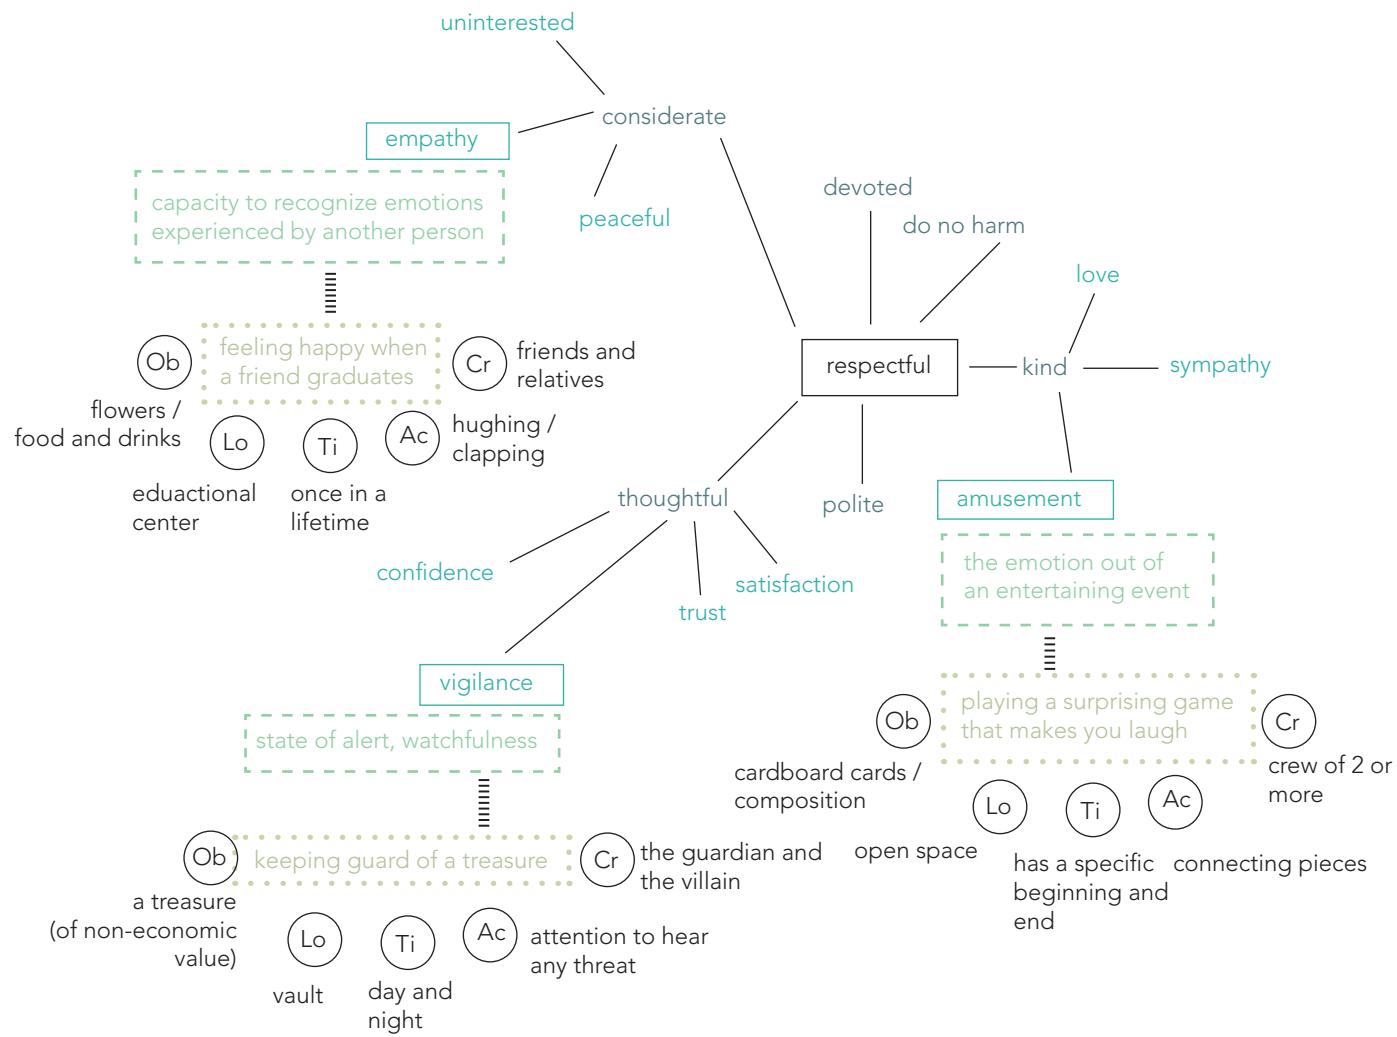 uninterested
considerate
empathy
capacity to recognize emotions
experienced by another person
peaceful
devoted
do no harm
love
respectful
kind
sympathy
Ob
feeling happy when
a friend graduates
Cr
friends and
relatives
flowers /
food and drinks
Lo
Ti
Ac
hughing /
clapping
eduactional
center
once in a
lifetime
thoughtful
polite
amusement
the emotion out of
an entertaining event
confidence
satisfaction
trust
vigilance
state of alert, watchfulness
Ob
playing a surprising game
that makes you laugh
Cr
cardboard cards /
composition
crew of 2 or
more
Lo
Ti
Ac
open space
has a specific
beginning and
end
connecting pieces
Ob
keeping guard of a treasure
Cr
the guardian and
the villain
a treasure
(of non-economic
value)
Lo
Ti
Ac
attention to hear
any threat
vault
day and
night